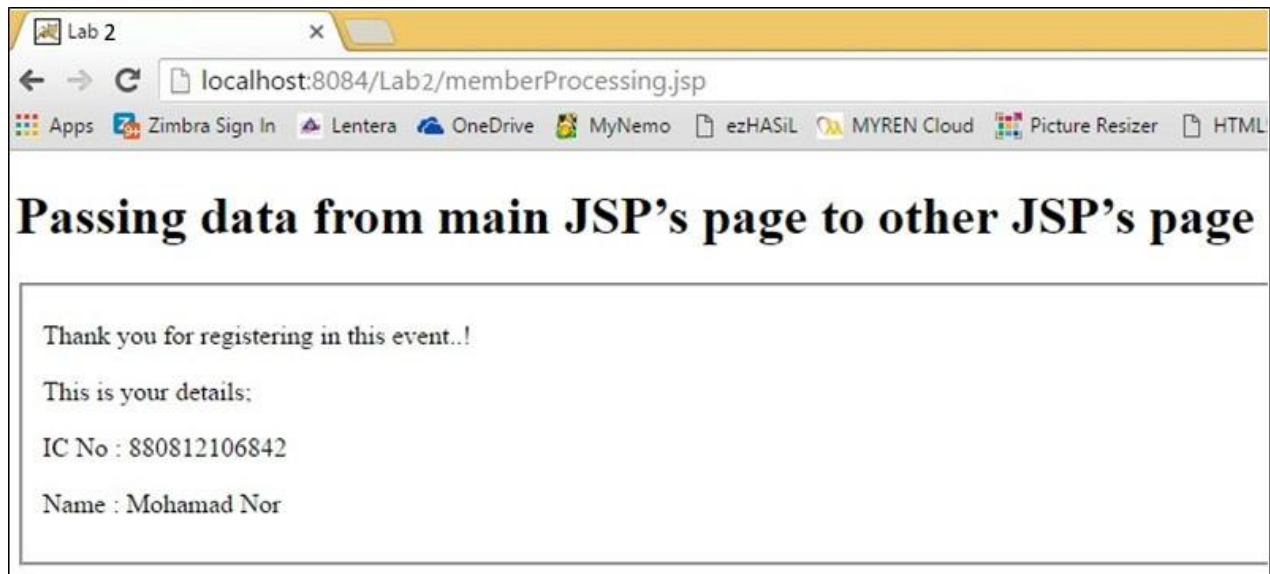 Lab 2
localhost:8084/Lab2/memberProcessing.jsp
Apps Zimbra Sign In Lentera OneDrive MyNemo ezHASiL MYREN Cloud Picture Resizer HTML
Passing data from main JSP’s page to other JSP’s page
Thank you for registering in this event..!
This is your details;
IC No : 880812106842
Name : Mohamad Nor